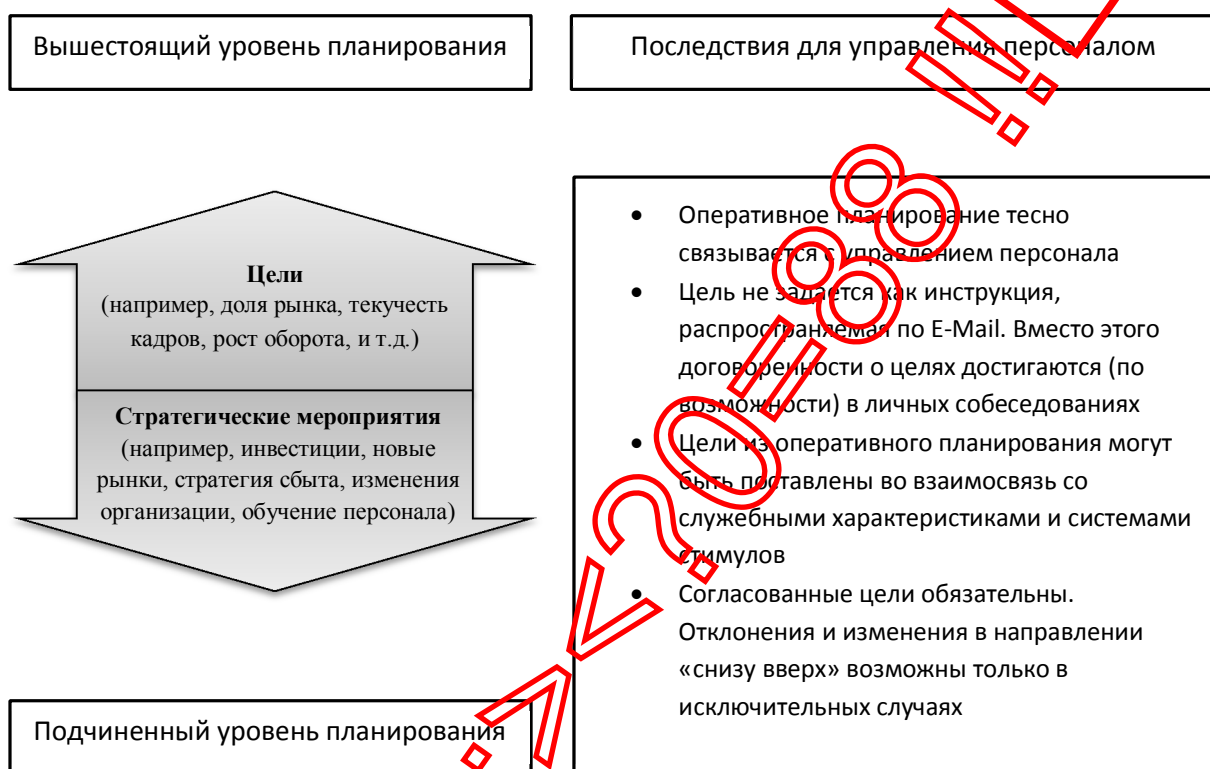 Вышестоящий уровень планирования
Последствия для управления персоналом
Цели
(например, доля рынка, текучесть
кадров, рост оборота, и т.д.)
Стратегические мероприятия
(например, инвестиции, новые
рынки, стратегия сбыта, изменения
организации, обучение персонала)
Подчиненный уровень планирования
• Оперативное планирование тесно
связывается с управлением персонала
• Цель не задается как инструкция,
распространяемая по E-Mail. Вместо этого
договоренности о целях достигаются (по
возможности) в личных собеседованиях
• Цели из оперативного планирования могут
быть поставлены во взаимосвязь со
служебными характеристиками и системами
стимулов
• Согласованные цели обязательны.
Отклонения и изменения в направлении
«снизу вверх» возможны только в
исключительных случаях